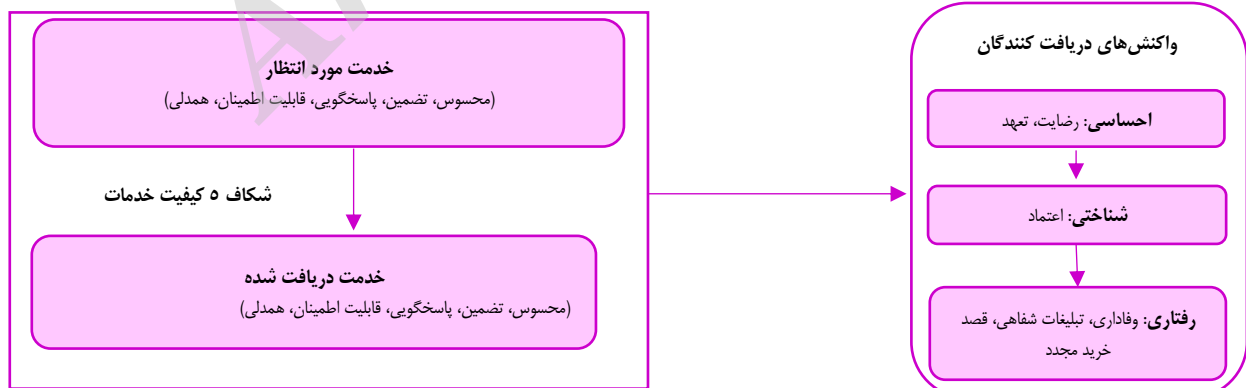 واکنش‌های دریافت کنندگان
احساسی: رضایت، تعهد
شناختی: اعتماد
رفتاری: وفاداری، تبلیغات شفاهی، قصد
خرید مجدد
خدمت مورد انتظار
(محسوس، تضمین، پاسخگویی، قابلیت اطمینان، همدلی)
شکاف ۵ کیفیت خدمات
خدمت دریافت شده
(محسوس، تضمین، پاسخگویی، قابلیت اطمینان، همدلی)